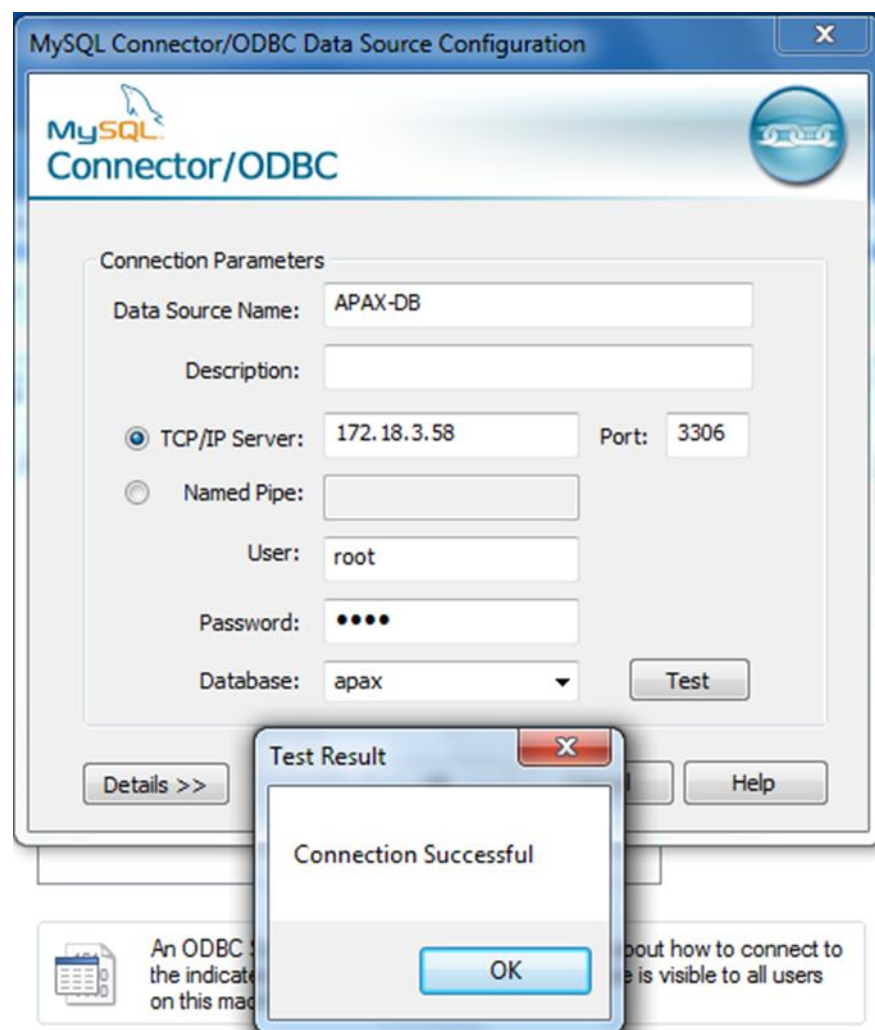 MySQL Connector/ODBC Data Source Configuration
MySQL
Connector/ODBC
Connection Parameters
Data Source Name: APAX-DB
Description:
TCP/IP Server: 172.18.3.58 Port: 3306
Named Pipe:
User: root
Password: ••••
Database: apax Test
Details >> Help
Test Result
Connection Successful
OK
An ODBC
the indicate
on this mac
out how to connect to
is visible to all users